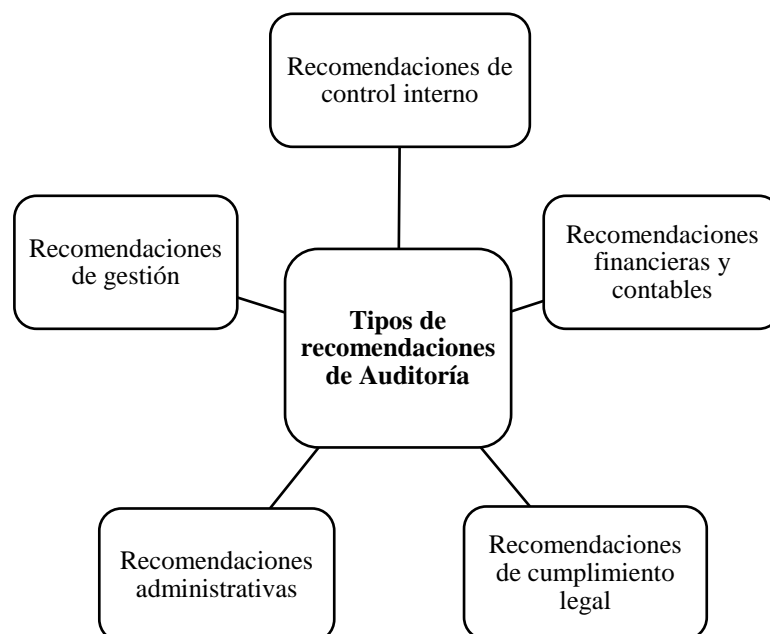 Recomendaciones de
control interno
Recomendaciones
de gestión
Recomendaciones
financieras y
contables
Tipos de
recomendaciones
de Auditoría
Recomendaciones
administrativas
Recomendaciones
de cumplimiento
legal